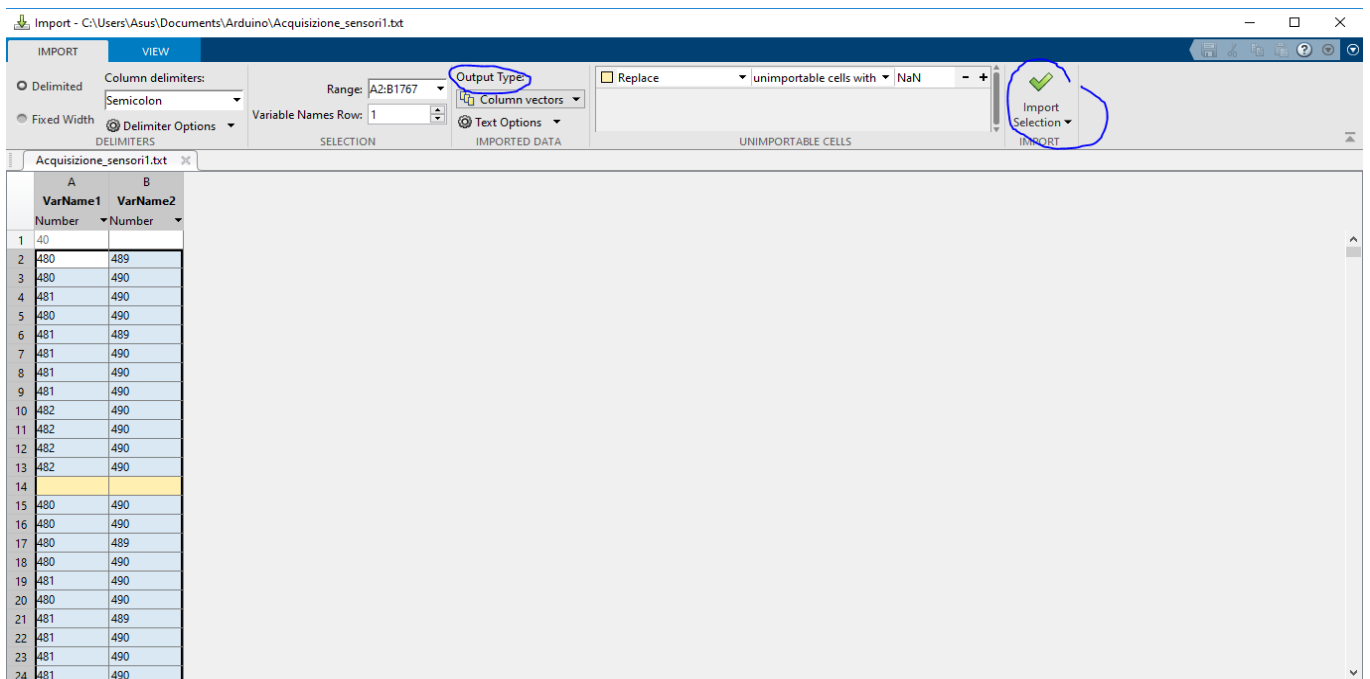 Import - C:\Users\Asus\Documents\Arduino\Acquisizione_sensori1.txt
IMPORT VIEW
Delimited
Fixed Width
Column delimiters:
Semicolon
Delimiter Options
DELIMITERS
Range: A2:B1767
Variable Names Row: 1
SELECTION
Output Type:
Column vectors
Text Options
IMPORTED DATA
Replace unimportable cells with NaN - +
UNIMPORTABLE CELLS
Import
Selection
IMPORT
Acquisizione_sensori1.txt
A B
VarName1 VarName2
Number Number
1 40
2 480 489
3 480 490
4 481 490
5 480 490
6 481 489
7 481 490
8 481 490
9 481 490
10 482 490
11 482 490
12 482 490
13 482 490
14
15 480 490
16 480 490
17 480 489
18 480 490
19 481 490
20 480 490
21 481 489
22 481 490
23 481 490
24 481 490